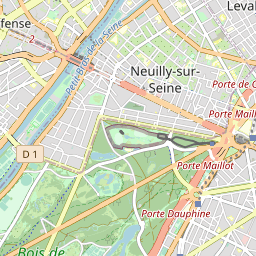 fense
Leval
2
Petit-Bras-de-la-Seine
Neuilly-sur-
Seine
Porte de C
Porte Mail
D 1
Porte Maillot
Porte Dauphine
Bois de